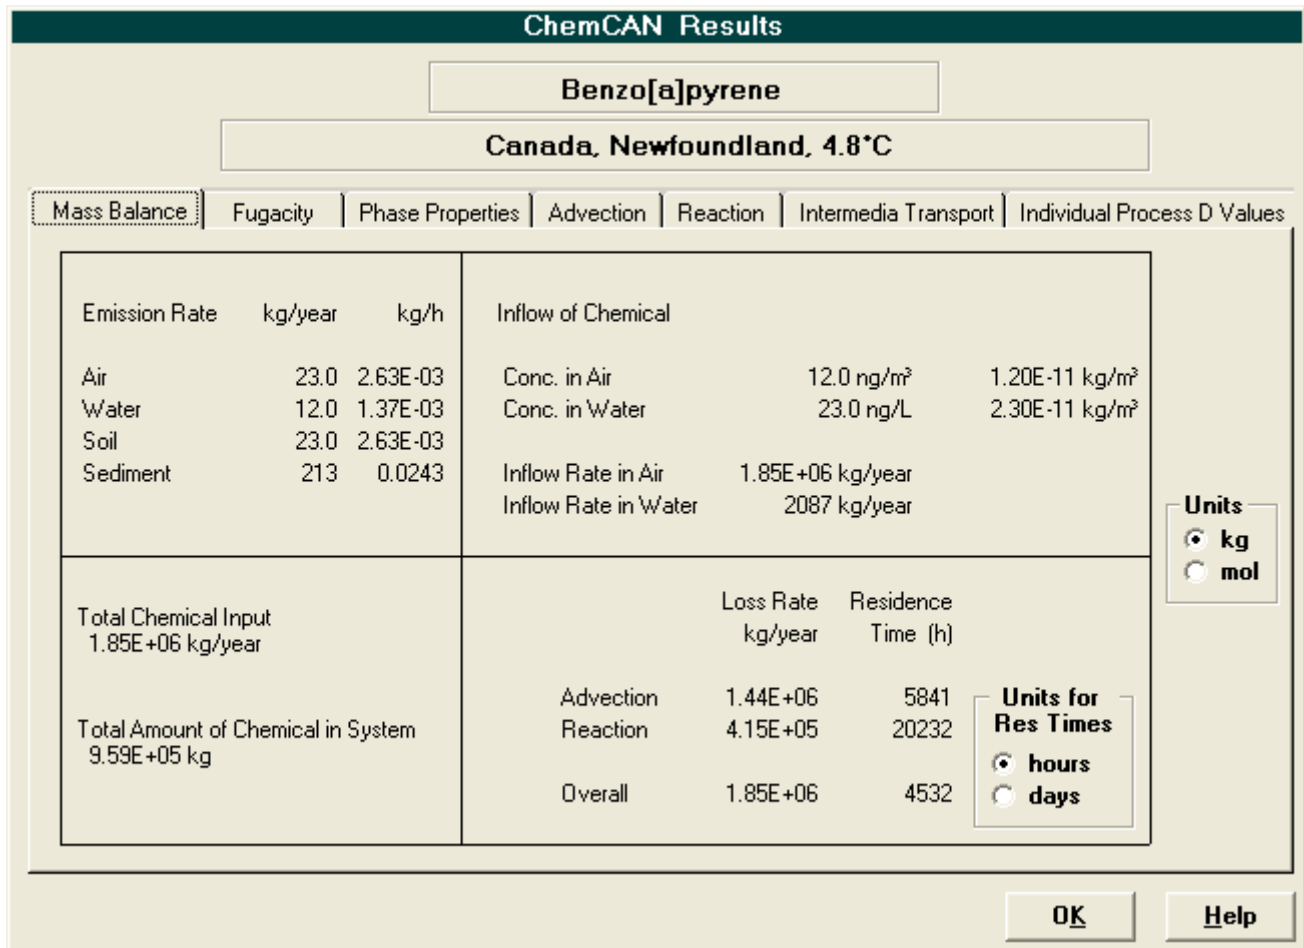 ChemCAN Results
Benzo[a]pyrene
Canada, Newfoundland, 4.8°C
Mass Balance Fugacity Phase Properties Advection Reaction Intermedia Transport Individual Process D Values
Emission Rate kg/year kg/h
Air 23.0 2.63E-03
Water 12.0 1.37E-03
Soil 23.0 2.63E-03
Sediment 213 0.0243
Inflow of Chemical
Conc. in Air 12.0 ng/m³ 1.20E-11 kg/m³
Conc. in Water 23.0 ng/L 2.30E-11 kg/m³
Inflow Rate in Air 1.85E+06 kg/year
Inflow Rate in Water 2087 kg/year
Total Chemical Input
1.85E+06 kg/year
Total Amount of Chemical in System
9.59E+05 kg
Loss Rate Residence
kg/year Time (h)
Advection 1.44E+06 5841
Reaction 4.15E+05 20232
Overall 1.85E+06 4532
Units for
Res Times
hours
days
Units
kg
mol
OK
Help